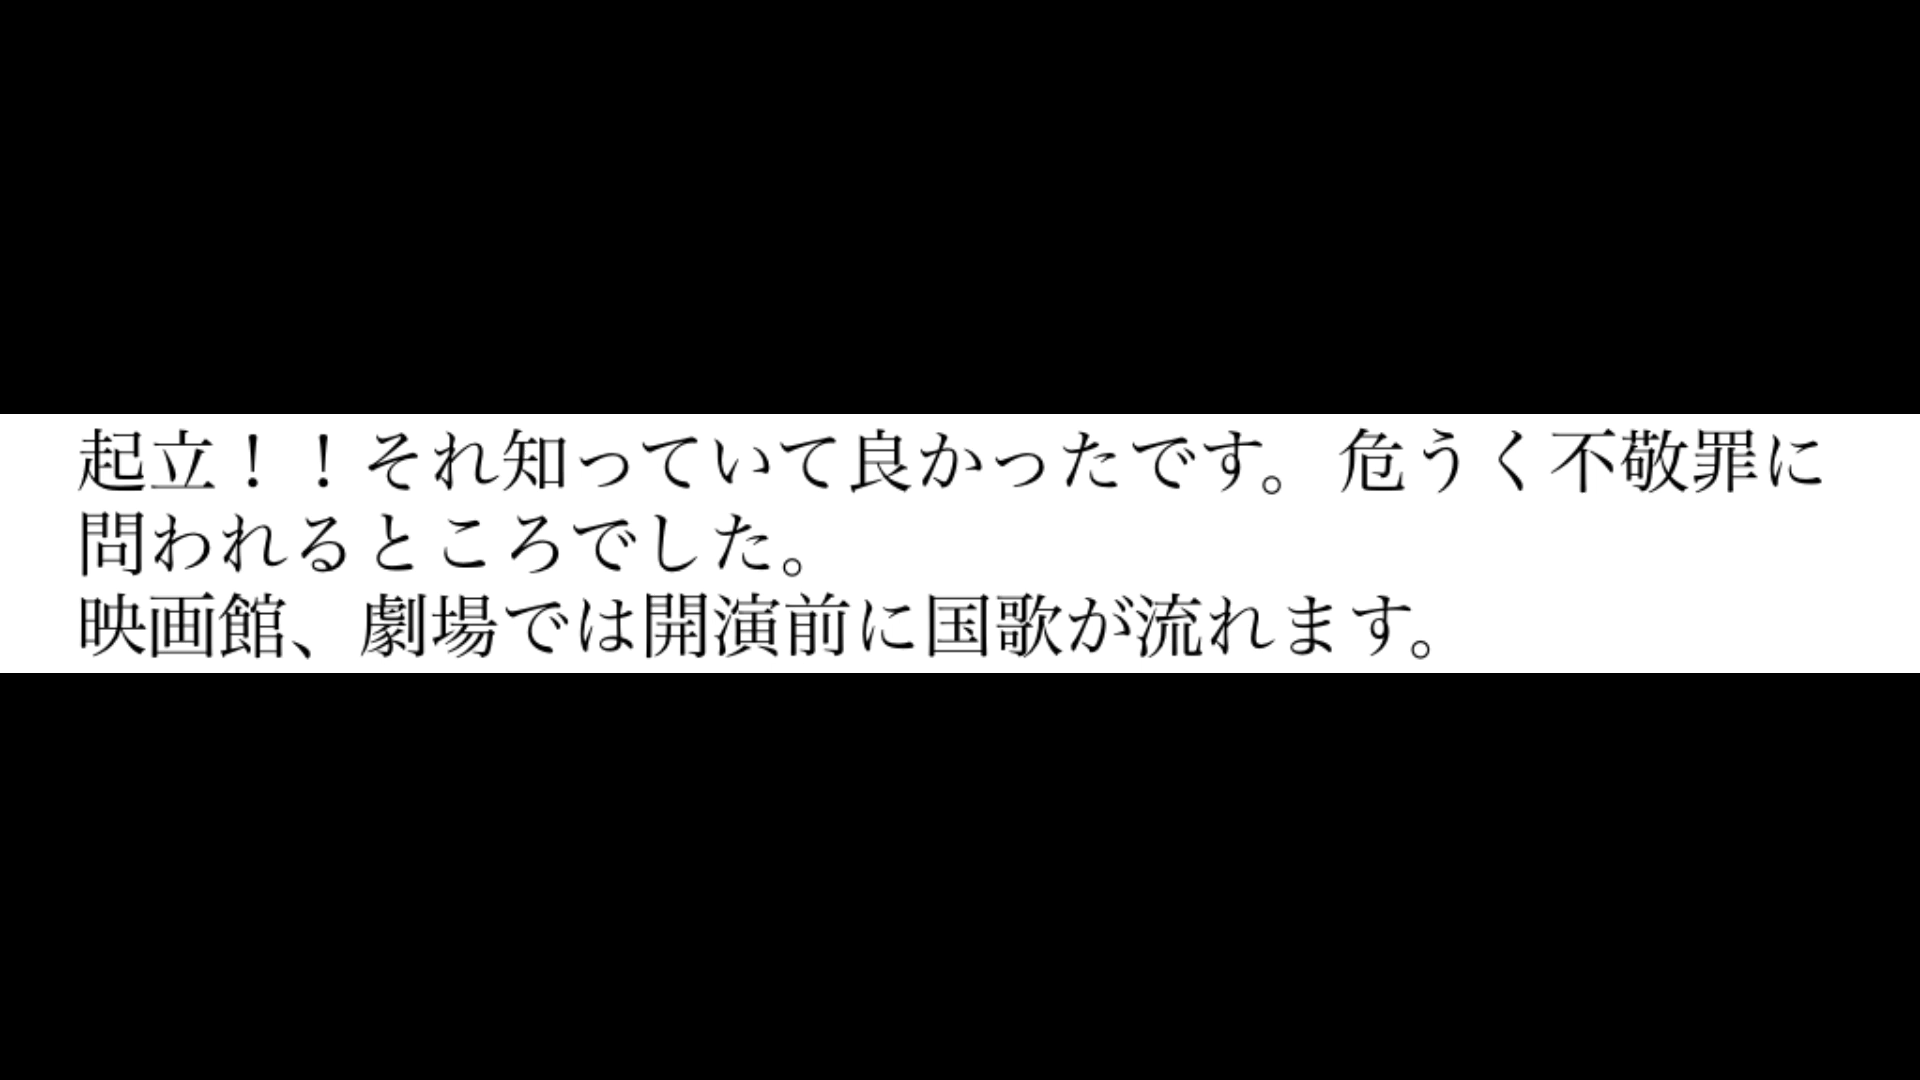 起立！！それ知っていて良かったです。危うく不敬罪に
問われるところでした。
映画館、劇場では開演前に国歌が流れます。